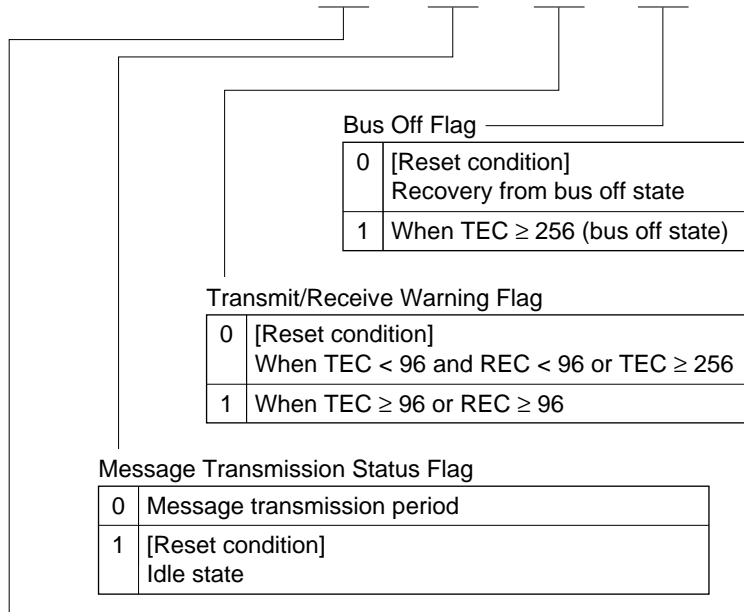 Bus Off Flag
0 [Reset condition]
Recovery from bus off state
1 When TEC ≥ 256 (bus off state)
Transmit/Receive Warning Flag
0 [Reset condition]
When TEC < 96 and REC < 96 or TEC ≥ 256
1 When TEC ≥ 96 or REC ≥ 96
Message Transmission Status Flag
0 Message transmission period
1 [Reset condition]
Idle state